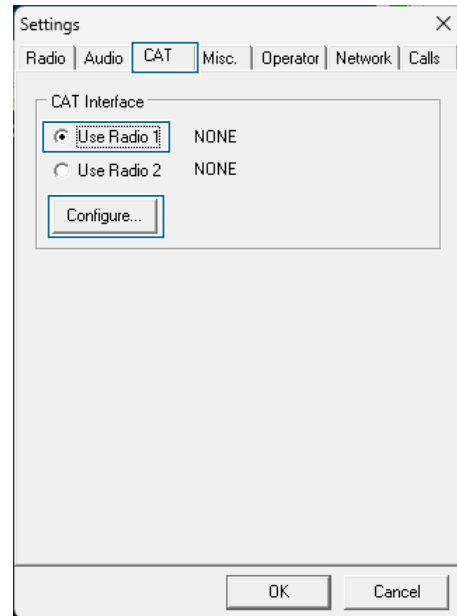 Settings
Radio Audio CAT Misc. Operator Network Calls
CAT Interface
Use Radio 1 NONE
Use Radio 2 NONE
Configure...
OK Cancel